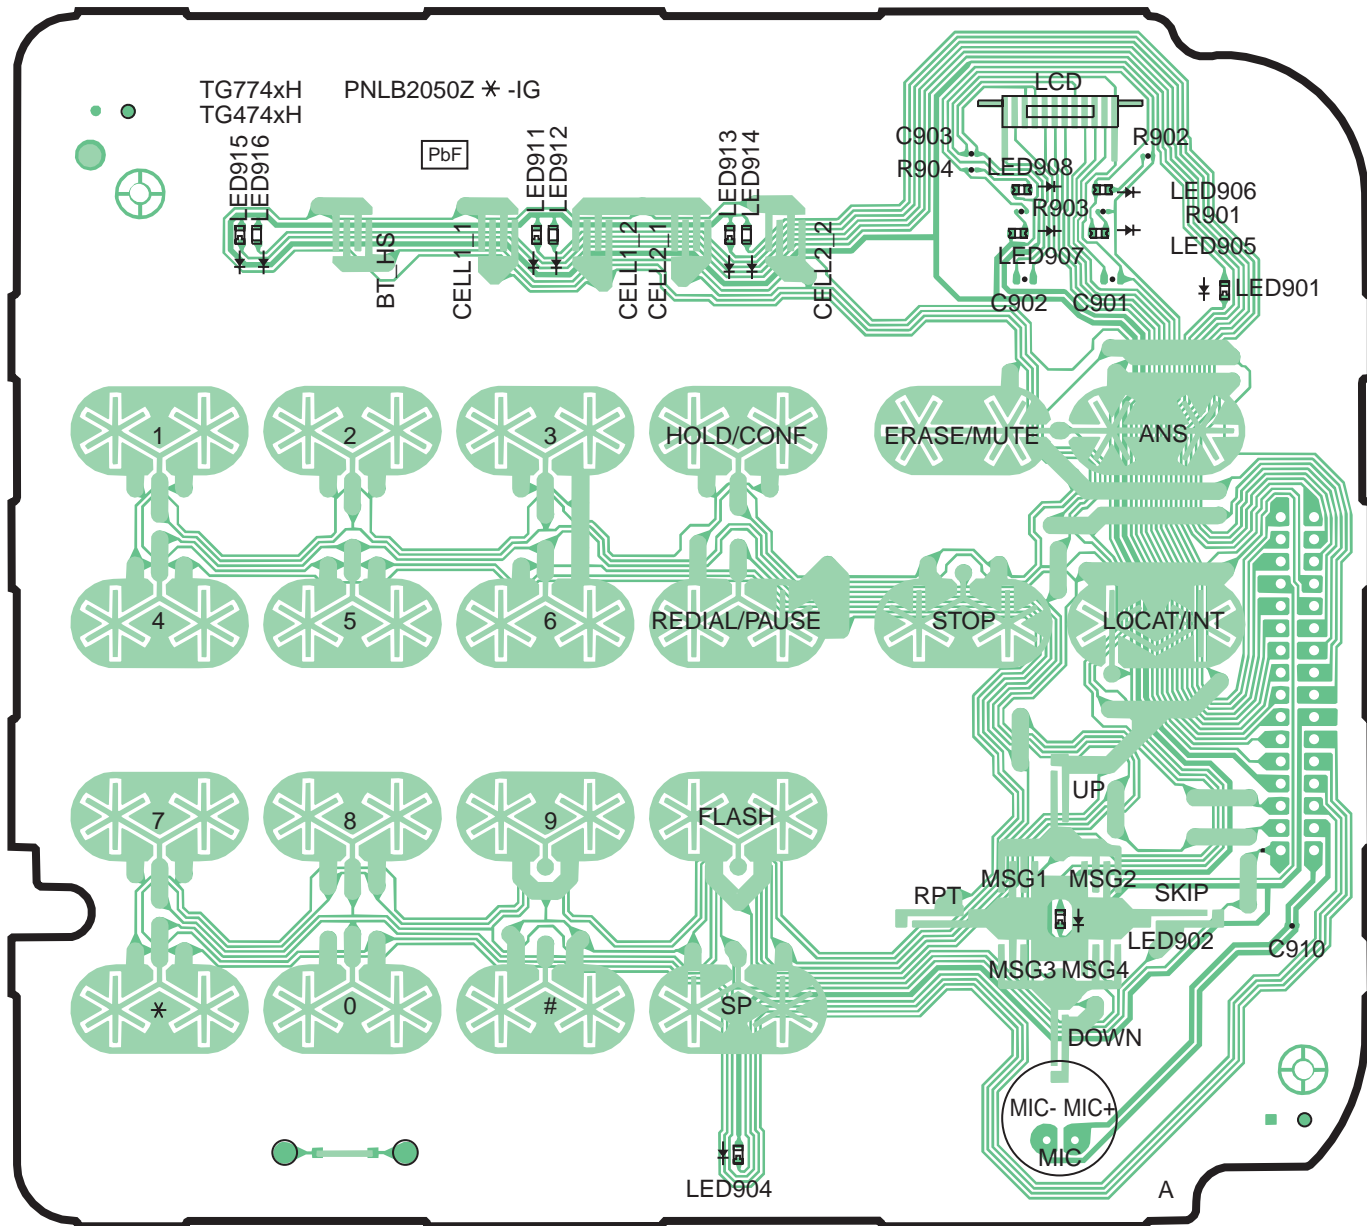 TG774xH PNLB2050Z * -IG
TG474xH
PbF
LED915
LED916
LED911
LED912
LED913
LED914
LCD
C903
R902
R904
LED908
LED906
R903
R901
LED905
LED907
LED901
C902
C901
BT_HS
CELL1_1
CELL1_2
CELL2_1
CELL2_2
1
2
3
HOLD/CONF
ERASE/MUTE
ANS
4
5
6
REDIAL/PAUSE
STOP
LOCAT/INT
UP
7
8
9
FLASH
MSG1
MSG2
RPT
SKIP
LED902
C910
MSG3
MSG4
*
0
#
SP
DOWN
MIC- MIC+
MIC
LED904
A